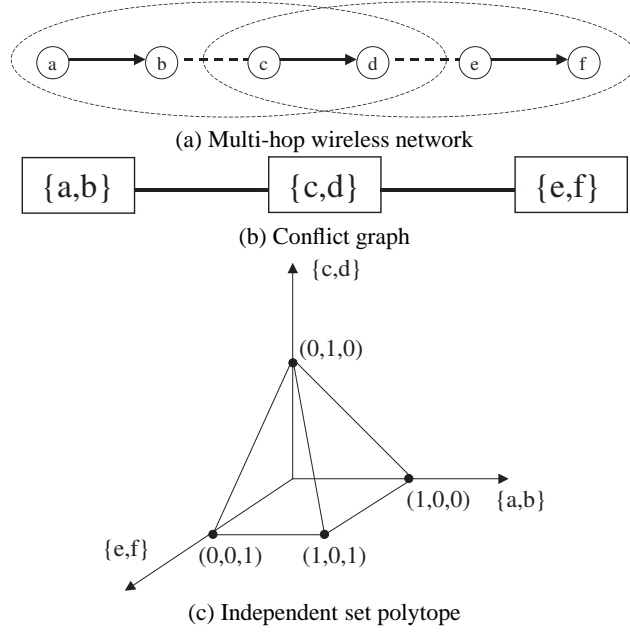 a b c d e f
(a) Multi-hop wireless network
{a,b} {c,d} {e,f}
(b) Conflict graph
{c,d}
(0,1,0)
(1,0,0)
{a,b}
{e,f}
(0,0,1)
(1,0,1)
(c) Independent set polytope